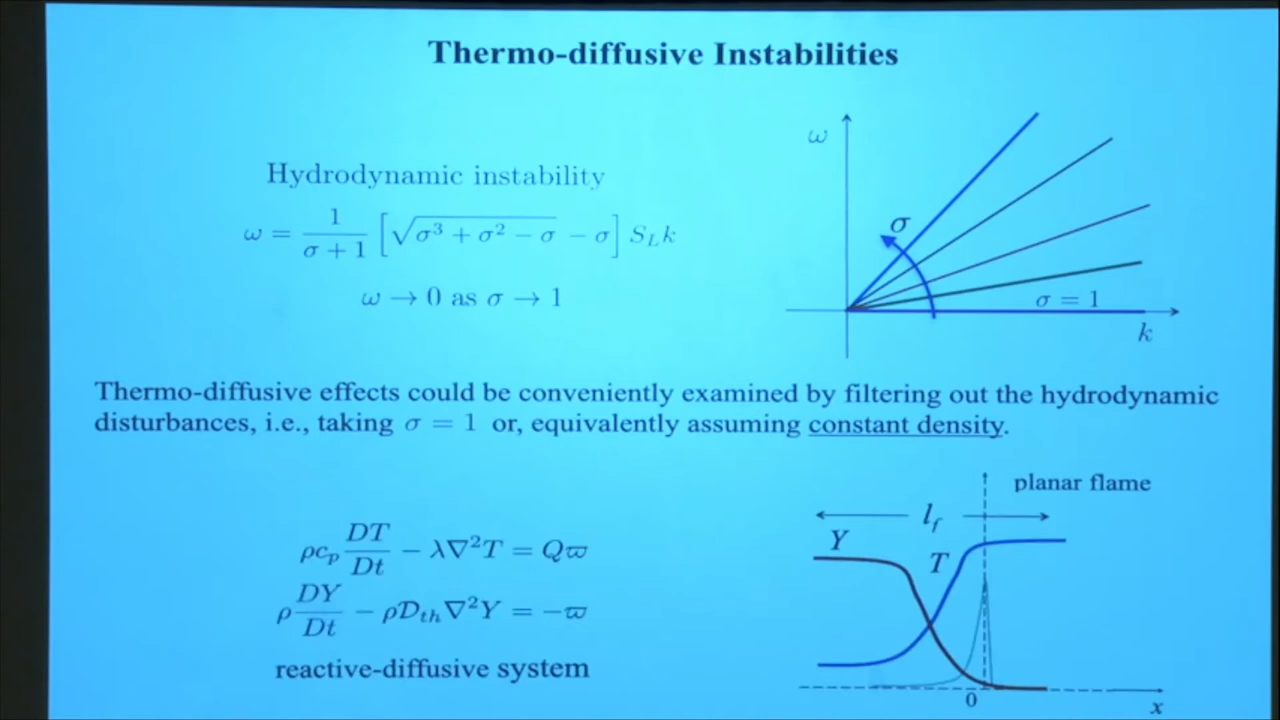 Thermo-diffusive Instabilities
Hydrodynamic instability
ω = 1/(σ + 1) [√(σ³ + σ² − σ) − σ] S_L k
ω → 0 as σ → 1
ω
σ
σ = 1
k
Thermo-diffusive effects could be conveniently examined by filtering out the hydrodynamic
disturbances, i.e., taking σ = 1 or, equivalently assuming constant density.
ρc_p DT/Dt − λ∇²T = Qϖ
ρ DY/Dt − ρ𝒟_th∇²Y = −ϖ
reactive-diffusive system
planar flame
l_f
Y
T
0
x